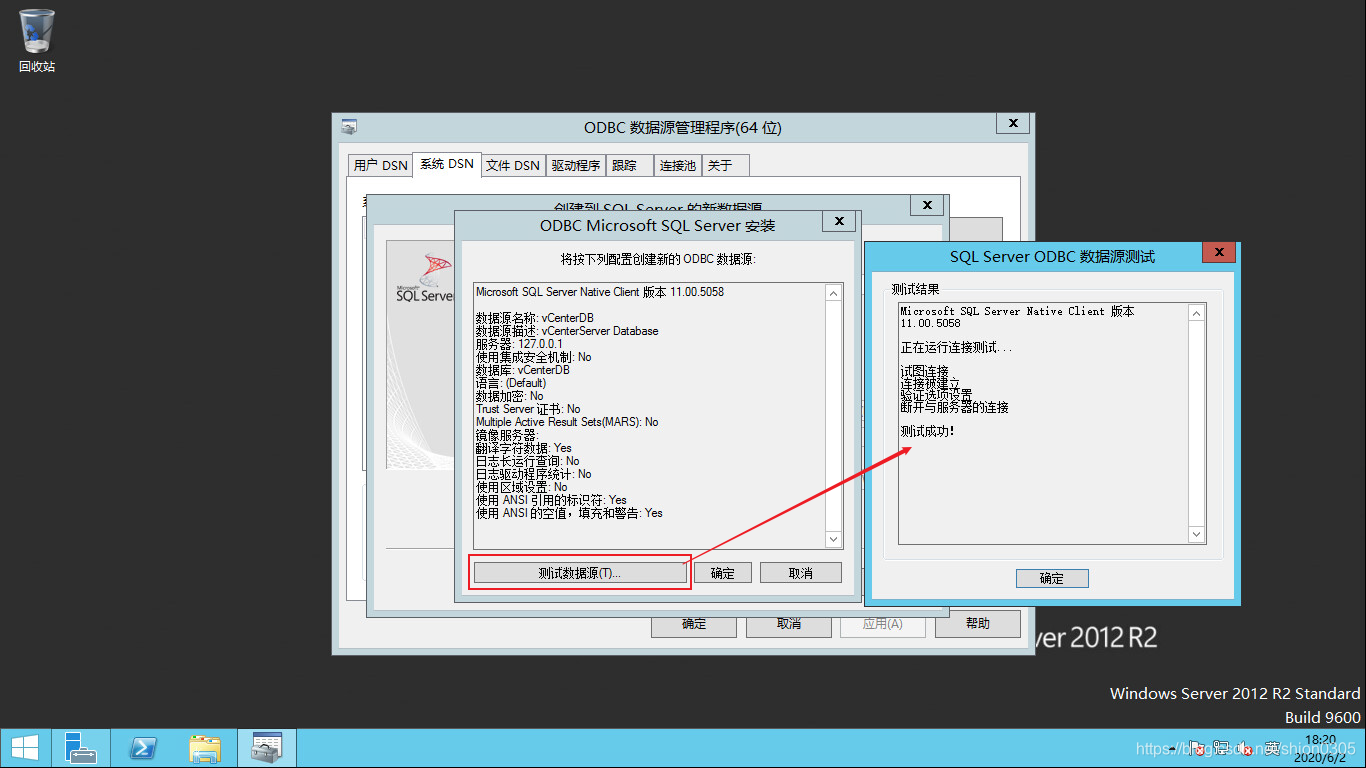 回收站
ODBC 数据源管理程序(64 位)
用户 DSN
系统 DSN
文件 DSN
驱动程序
跟踪
连接池
关于
创建到 SQL Server 的新数据源
Microsoft
SQL Server
ODBC Microsoft SQL Server 安装
将按下列配置创建新的 ODBC 数据源:
Microsoft SQL Server Native Client 版本 11.00.5058
数据源名称: vCenterDB
数据源描述: vCenterServer Database
服务器: 127.0.0.1
使用集成安全机制: No
数据库: vCenterDB
语言: (Default)
数据加密: No
Trust Server 证书: No
Multiple Active Result Sets(MARS): No
镜像服务器:
翻译字符数据: Yes
日志长运行查询: No
日志驱动程序统计: No
使用区域设置: No
使用 ANSI 引用的标识符: Yes
使用 ANSI 的空值，填充和警告: Yes
测试数据源(T)...
确定
取消
SQL Server ODBC 数据源测试
测试结果
Microsoft SQL Server Native Client 版本
11.00.5058
正在运行连接测试...
试图连接
连接被建立
验证选项设置
断开与服务器的连接
测试成功!
确定
确定
取消
应用(A)
帮助
ver 2012 R2
Windows Server 2012 R2 Standard
Build 9600
英
18:20
2020/6/2
https://blog.csdn.net/shion0305